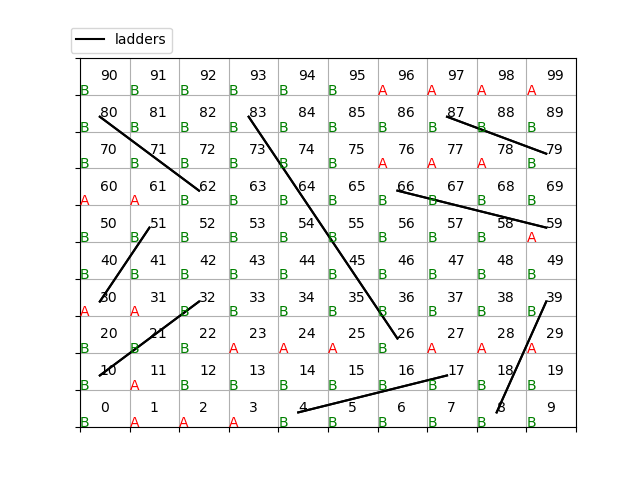 ladders
90 91 92 93 94 95 96 97 98 99
B B B B B B A A A A
80 81 82 83 84 85 86 87 88 89
B B B B B B B B B B
70 71 72 73 74 75 76 77 78 79
B B B B B B A A A B
60 61 62 63 64 65 66 67 68 69
A A B B B B B B B B
50 51 52 53 54 55 56 57 58 59
B B B B B B B B B A
40 41 42 43 44 45 46 47 48 49
B B B B B B B B B B
30 31 32 33 34 35 36 37 38 39
A A B B B B B B B B
20 21 22 23 24 25 26 27 28 29
B B B A A A B A A A
10 11 12 13 14 15 16 17 18 19
B A B B B B B B B B
0 1 2 3 4 5 6 7 8 9
B A A A B B B B B B